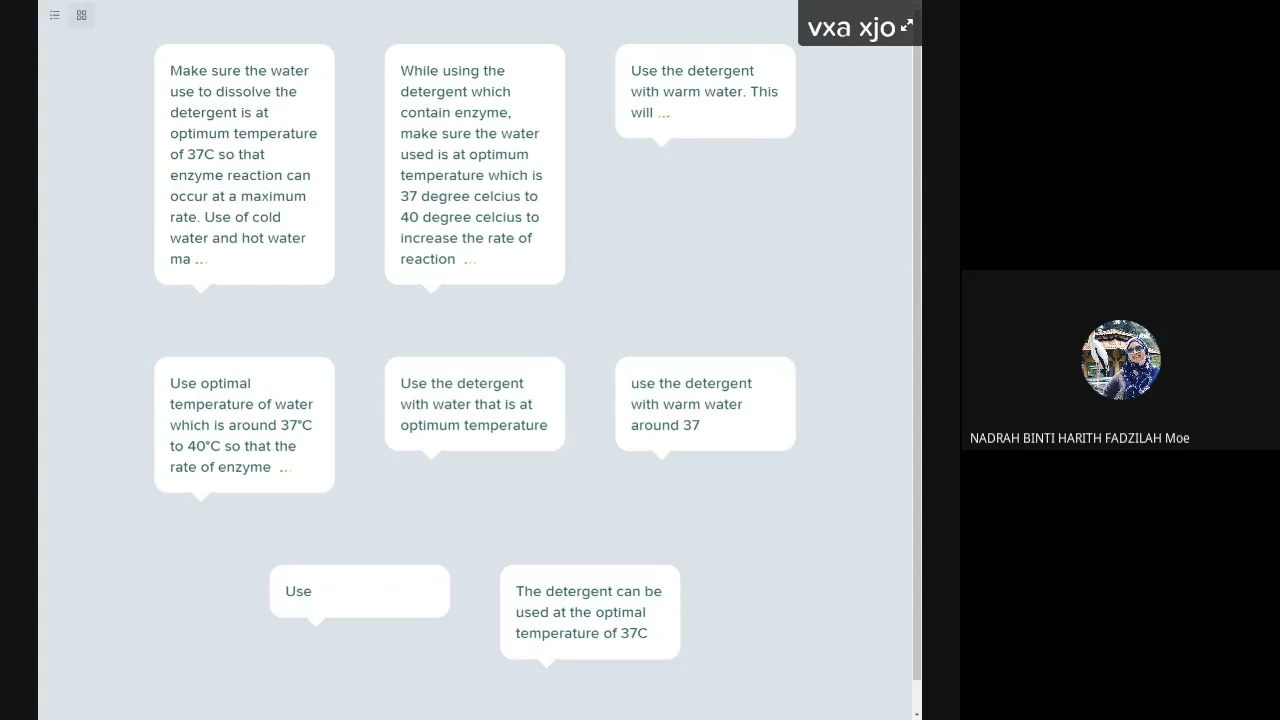 vxa xjo
Make sure the water
use to dissolve the
detergent is at
optimum temperature
of 37C so that
enzyme reaction can
occur at a maximum
rate. Use of cold
water and hot water
ma ...
While using the
detergent which
contain enzyme,
make sure the water
used is at optimum
temperature which is
37 degree celcius to
40 degree celcius to
increase the rate of
reaction ...
Use the detergent
with warm water. This
will ...
Use optimal
temperature of water
which is around 37°C
to 40°C so that the
rate of enzyme ...
Use the detergent
with water that is at
optimum temperature
use the detergent
with warm water
around 37
Use
The detergent can be
used at the optimal
temperature of 37C
NADRAH BINTI HARITH FADZILAH Moe